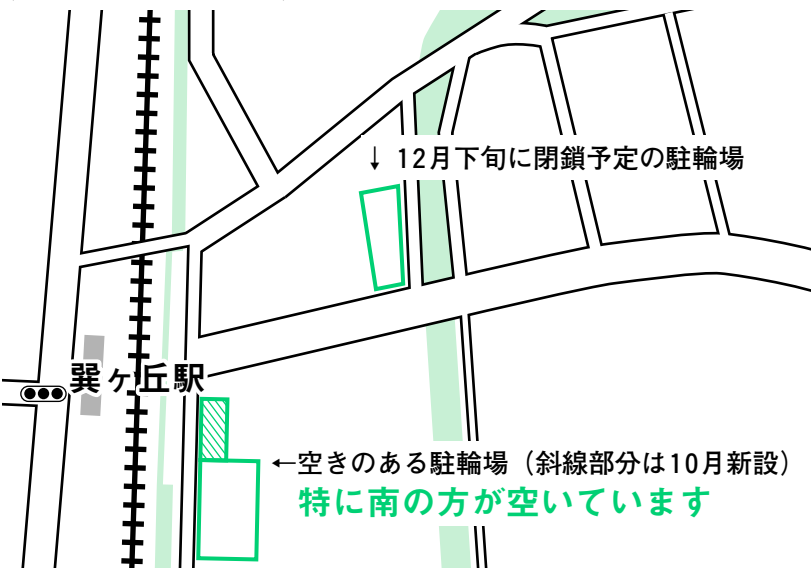 ↓ 12月下旬に閉鎖予定の駐輪場
巽ヶ丘駅
←空きのある駐輪場（斜線部分は10月新設）
特に南の方が空いています